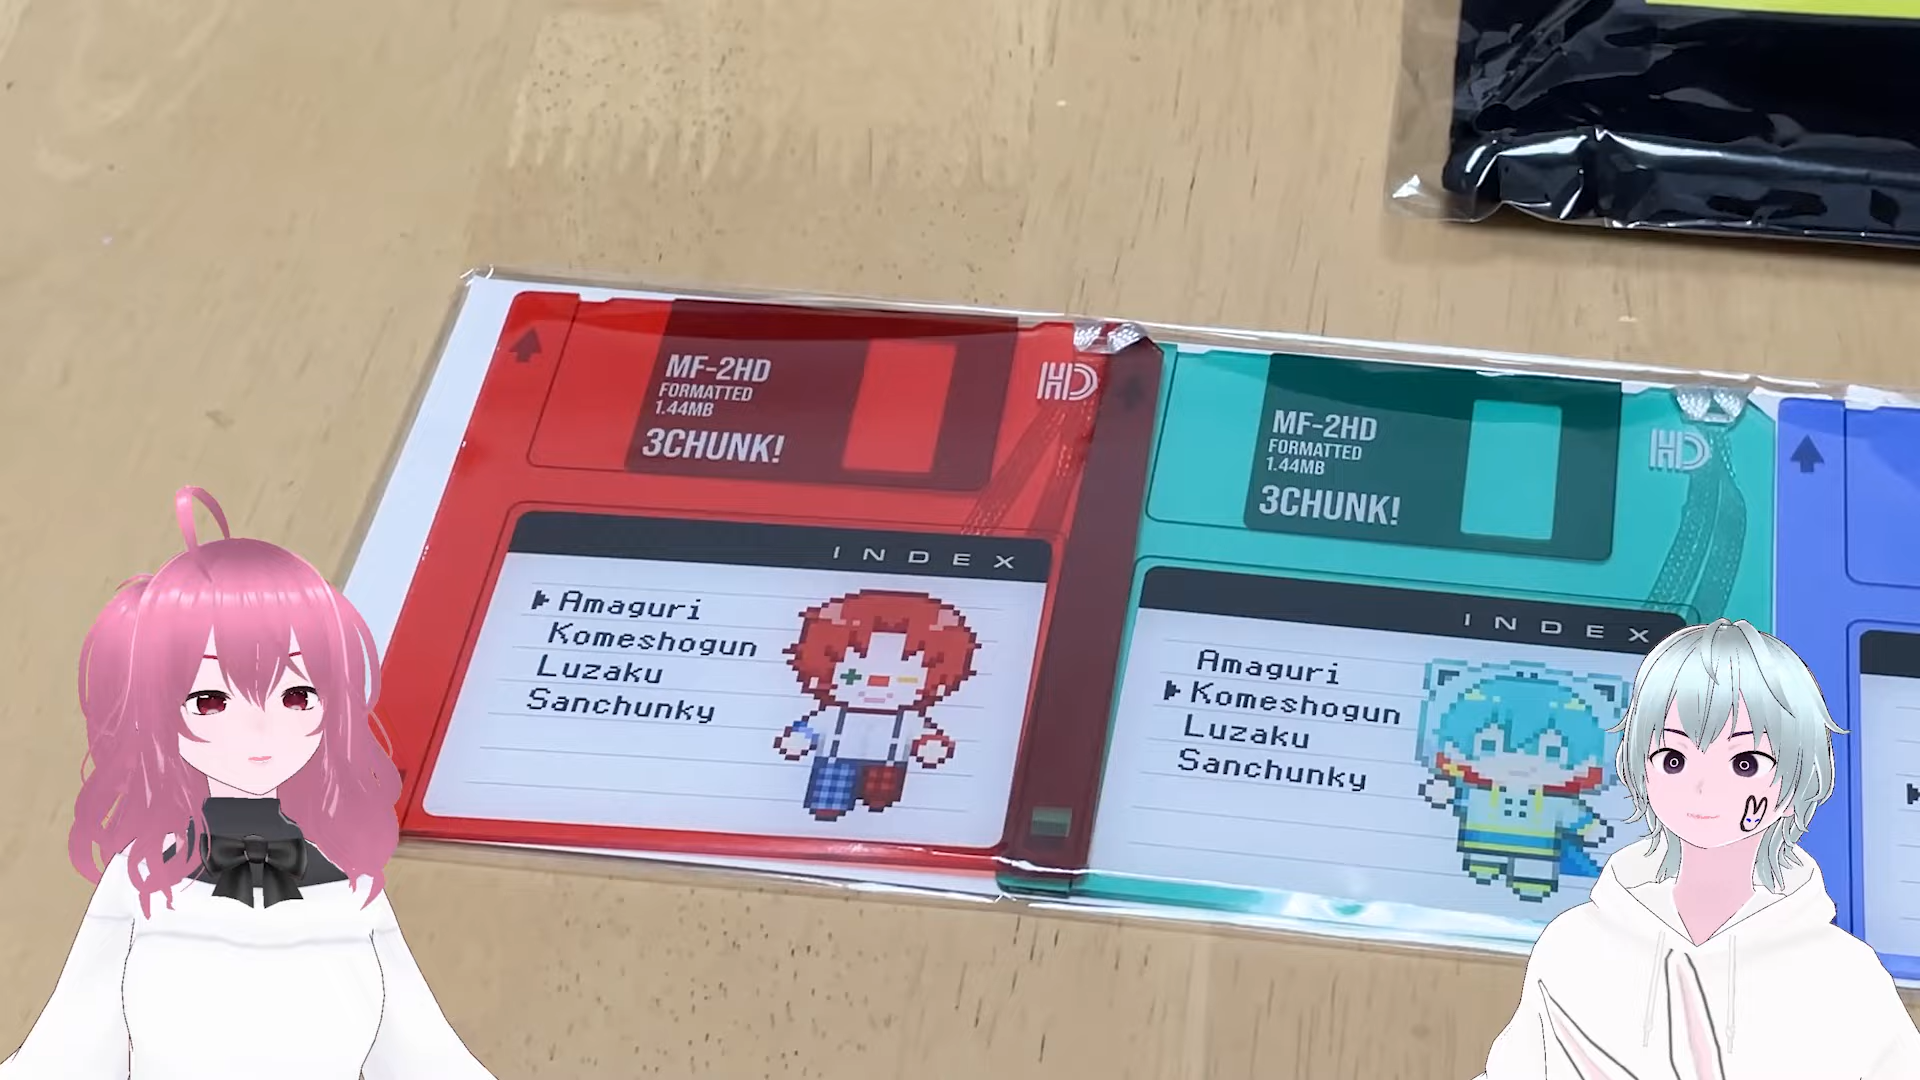 MF-2HD
FORMATTED
1.44MB
3CHUNK!
HD
INDEX
Amaguri
Komeshogun
Luzaku
Sanchunky
MF-2HD
FORMATTED
1.44MB
3CHUNK!
HD
INDEX
Amaguri
Komeshogun
Luzaku
Sanchunky